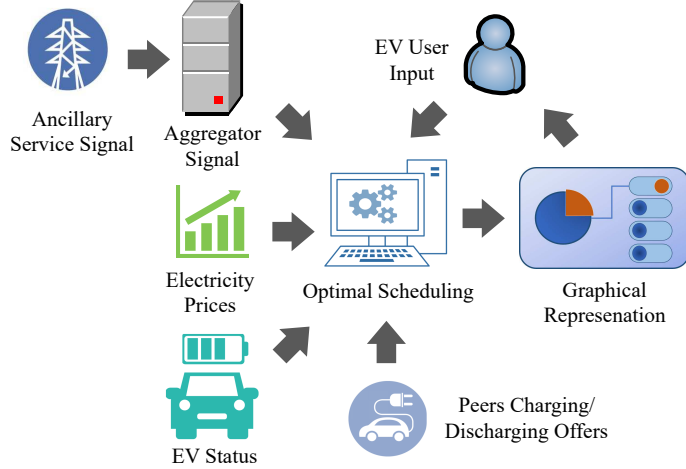 Ancillary
Service Signal
Aggregator
Signal
EV User
Input
Electricity
Prices
Optimal Scheduling
Graphical
Represenation
EV Status
Peers Charging/
Discharging Offers